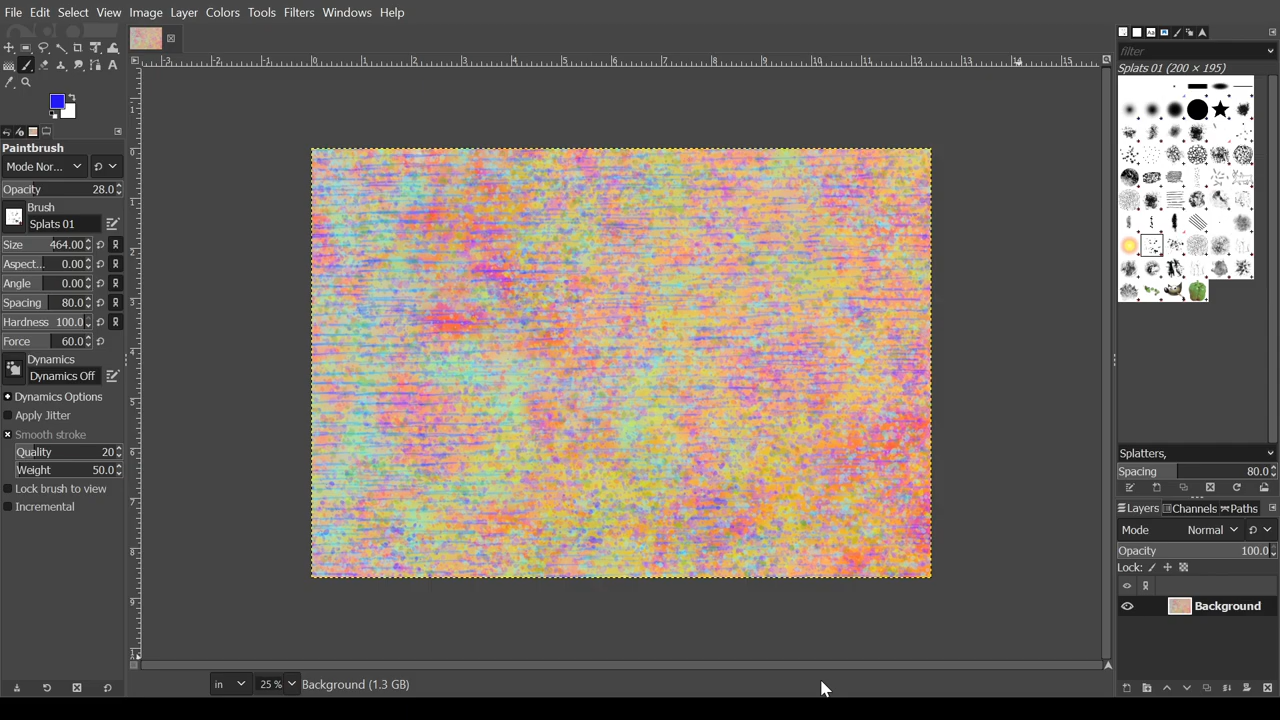 File Edit Select View Image Layer Colors Tools Filters Windows Help
Paintbrush
Mode Nor...
Opacity 28.0
Brush
Splats 01
Size 464.00
Aspect... 0.00
Angle 0.00
Spacing 80.0
Hardness 100.0
Force 60.0
Dynamics
Dynamics Off
Dynamics Options
Apply Jitter
Smooth stroke
Quality 20
Weight 50.0
Lock brush to view
Incremental
in 25 % Background (1.3 GB)
filter
Splats 01 (200 × 195)
Splatters,
Spacing 80.0
Layers Channels Paths
Mode Normal
Opacity 100.0
Lock:
Background